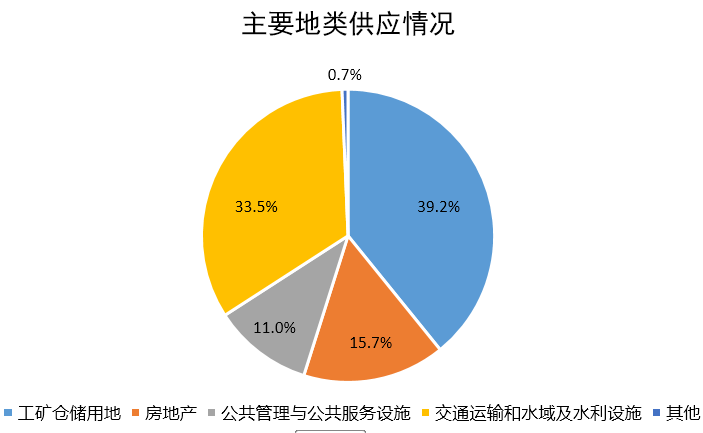 主要地类供应情况
0.7%
33.5%
39.2%
11.0%
15.7%
工矿仓储用地 房地产 公共管理与公共服务设施 交通运输和水域及水利设施 其他